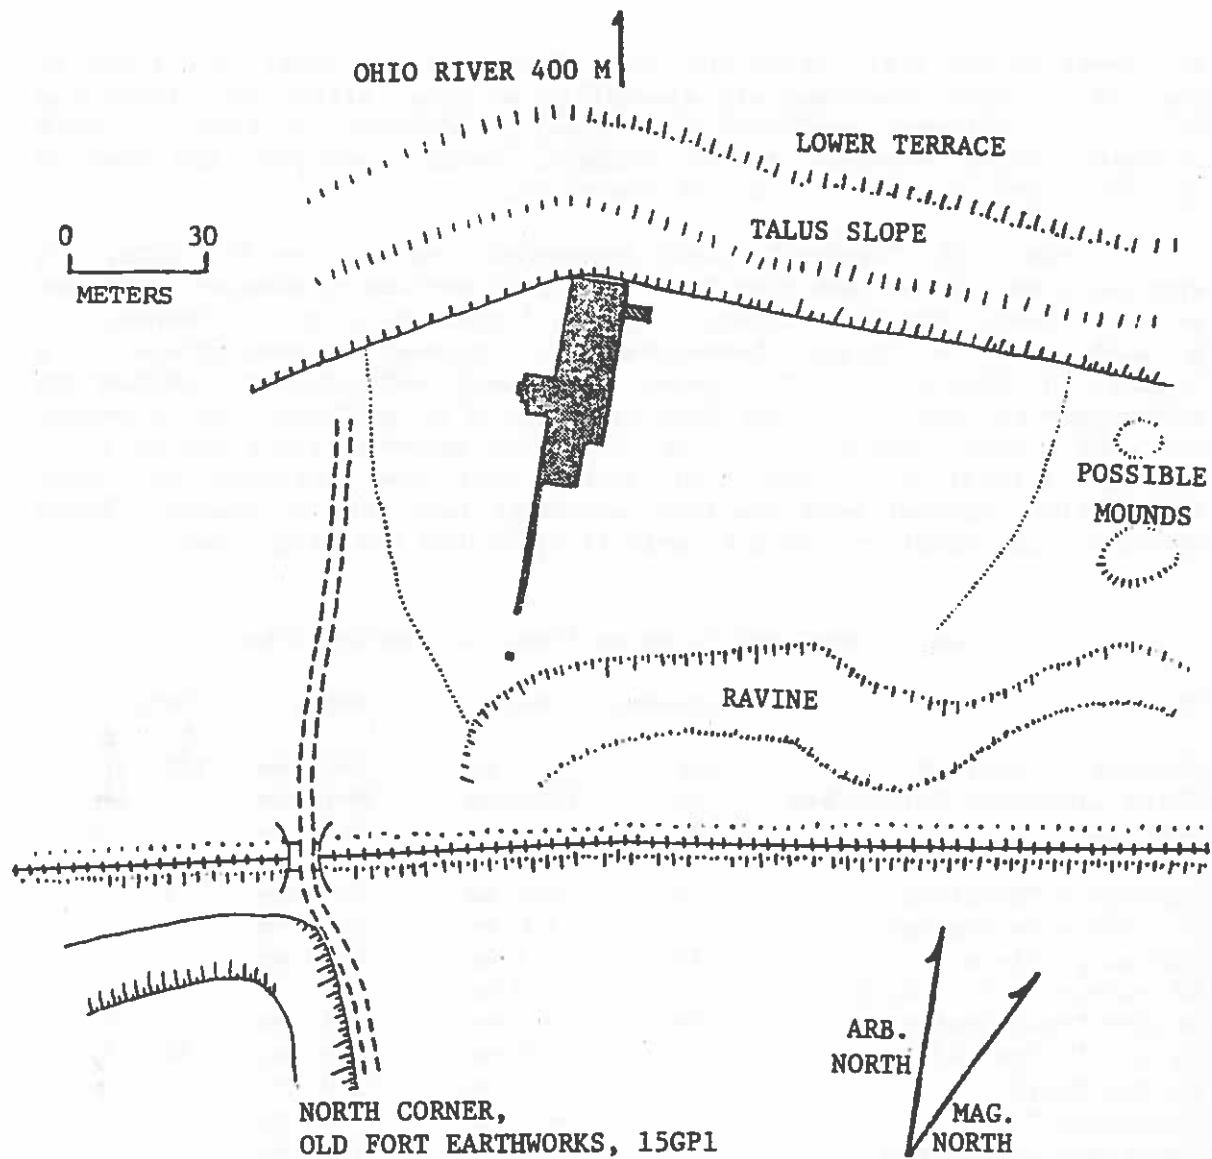 OHIO RIVER 400 M
LOWER TERRACE
TALUS SLOPE
0 30
METERS
POSSIBLE
MOUNDS
RAVINE
ARB.
NORTH
MAG.
NORTH
NORTH CORNER,
OLD FORT EARTHWORKS, 15GP1